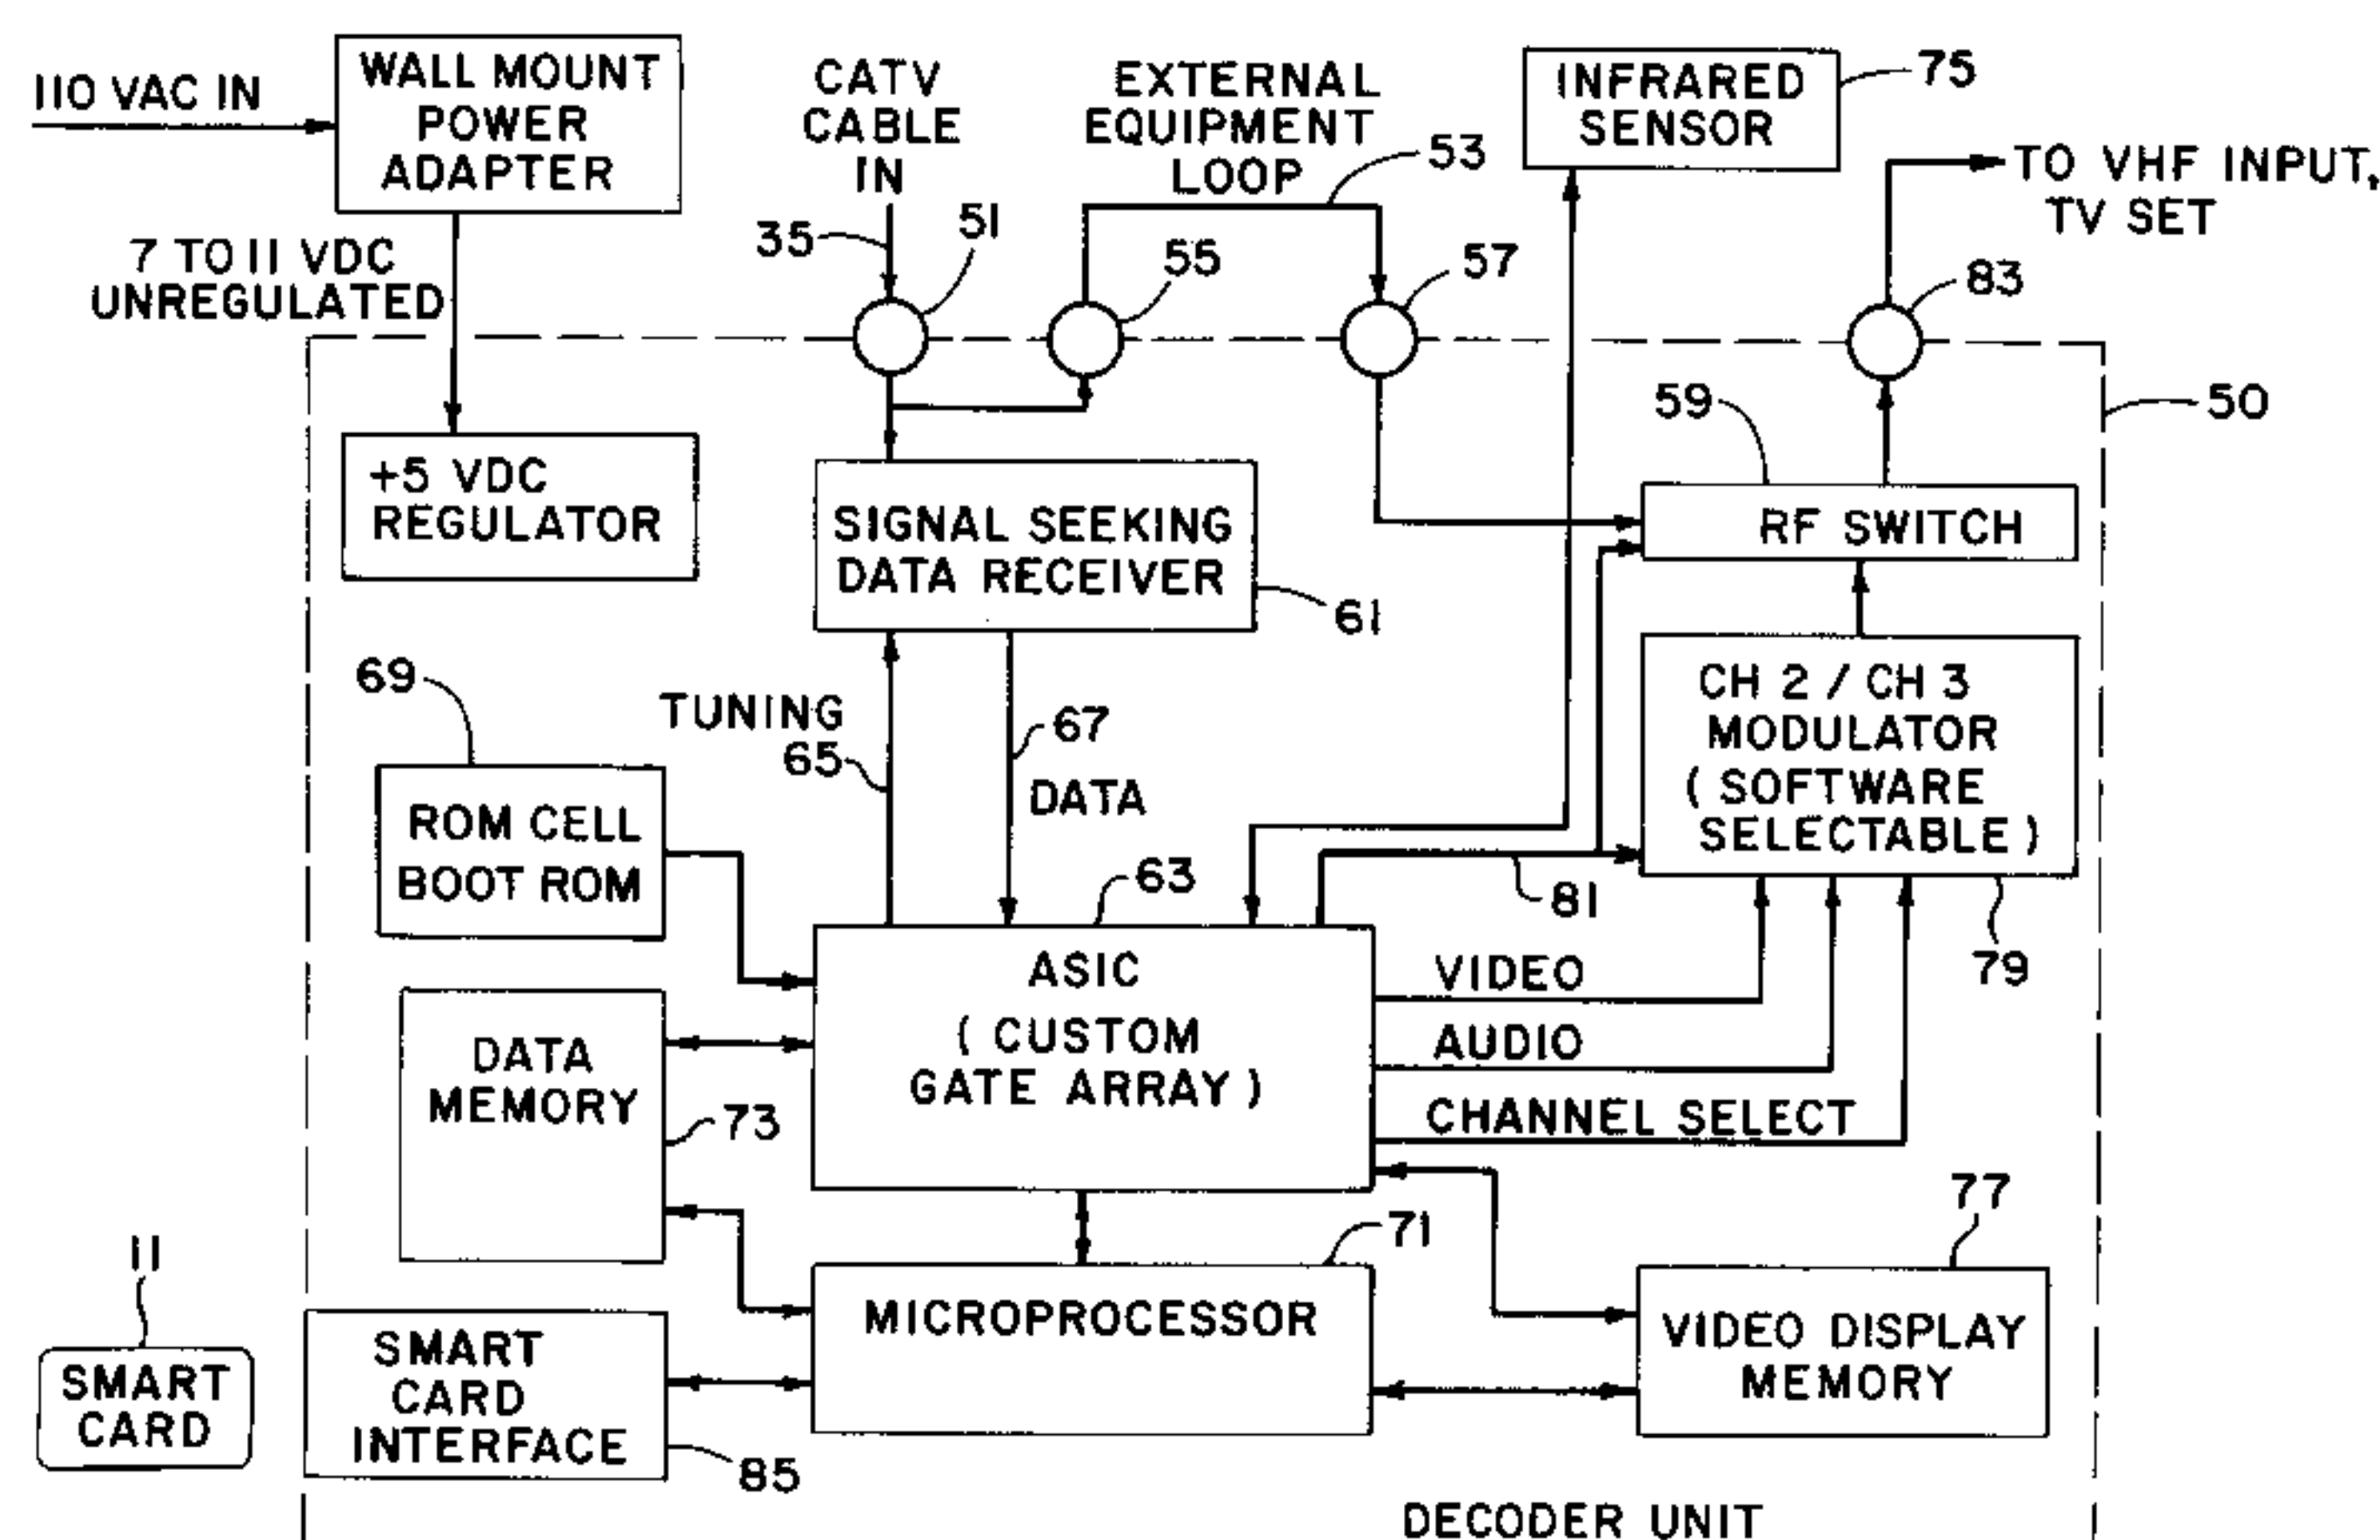 110 VAC IN
WALL MOUNT
POWER
ADAPTER
7 TO 11 VDC
UNREGULATED
CATV
CABLE
IN
35
51
EXTERNAL
EQUIPMENT
LOOP
53
55
57
INFRARED
SENSOR
75
TO VHF INPUT,
TV SET
83
50
+5 VDC
REGULATOR
SIGNAL SEEKING
DATA RECEIVER
61
59
RF SWITCH
69
ROM CELL
BOOT ROM
TUNING
65
67
DATA
CH 2 / CH 3
MODULATOR
( SOFTWARE
SELECTABLE )
79
81
63
ASIC
( CUSTOM
GATE ARRAY )
VIDEO
AUDIO
CHANNEL SELECT
DATA
MEMORY
73
71
MICROPROCESSOR
77
VIDEO DISPLAY
MEMORY
11
SMART
CARD
SMART
CARD
INTERFACE
85
DECODER UNIT